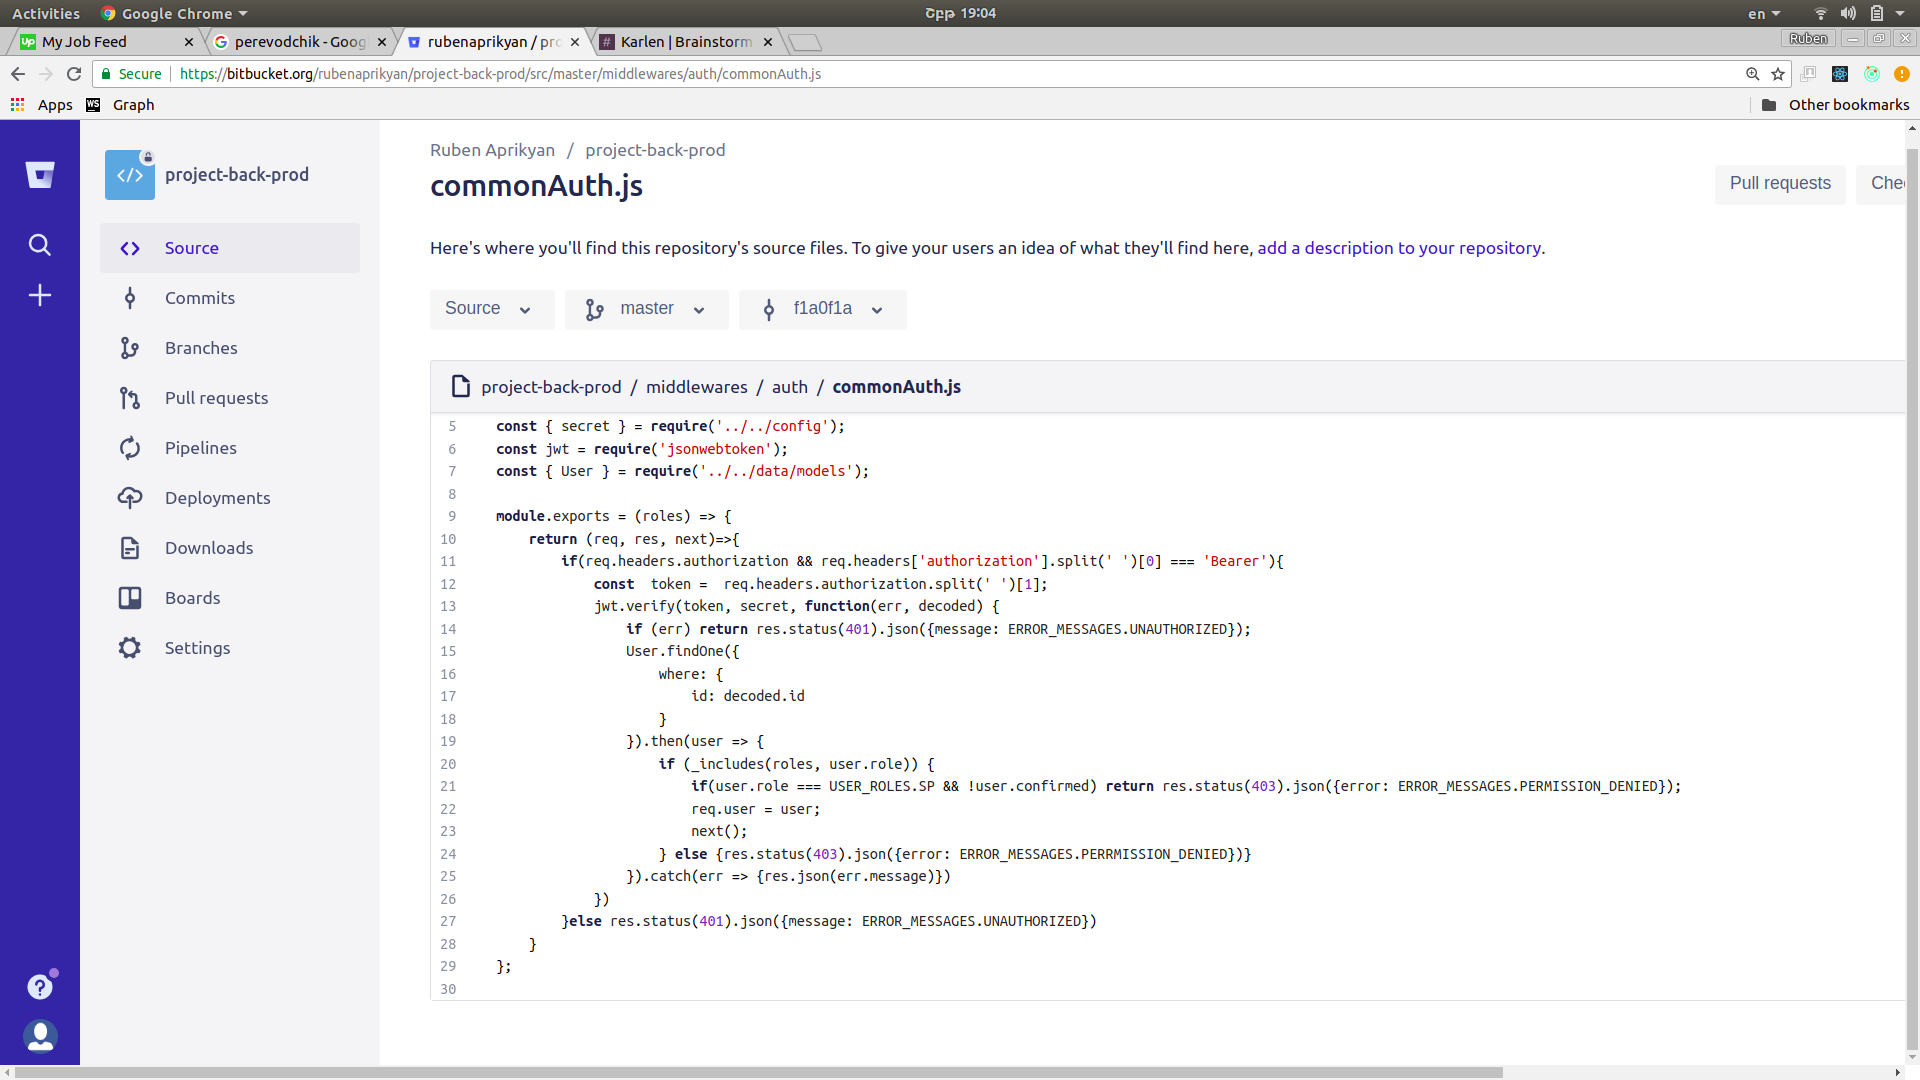 Activities Google Chrome Երք 19:04 en
My Job Feed perevodchik - Goog rubenaprikyan / pro Karlen | Brainstorm Ruben
Secure https://bitbucket.org/rubenaprikyan/project-back-prod/src/master/middlewares/auth/commonAuth.js
Apps WS Graph Other bookmarks
project-back-prod
Source
Commits
Branches
Pull requests
Pipelines
Deployments
Downloads
Boards
Settings
Ruben Aprikyan / project-back-prod
commonAuth.js
Pull requests Chec
Here's where you'll find this repository's source files. To give your users an idea of what they'll find here, add a description to your repository.
Source master f1a0f1a
project-back-prod / middlewares / auth / commonAuth.js
5 const { secret } = require('../../config');
6 const jwt = require('jsonwebtoken');
7 const { User } = require('../../data/models');
8
9 module.exports = (roles) => {
10 return (req, res, next)=>{
11 if(req.headers.authorization && req.headers['authorization'].split(' ')[0] === 'Bearer'){
12 const  token =  req.headers.authorization.split(' ')[1];
13 jwt.verify(token, secret, function(err, decoded) {
14 if (err) return res.status(401).json({message: ERROR_MESSAGES.UNAUTHORIZED});
15 User.findOne({
16 where: {
17 id: decoded.id
18 }
19 }).then(user => {
20 if (_includes(roles, user.role)) {
21 if(user.role === USER_ROLES.SP && !user.confirmed) return res.status(403).json({error: ERROR_MESSAGES.PERMISSION_DENIED});
22 req.user = user;
23 next();
24 } else {res.status(403).json({error: ERROR_MESSAGES.PERRMISSION_DENIED})}
25 }).catch(err => {res.json(err.message)})
26 })
27 }else res.status(401).json({message: ERROR_MESSAGES.UNAUTHORIZED})
28 }
29 };
30